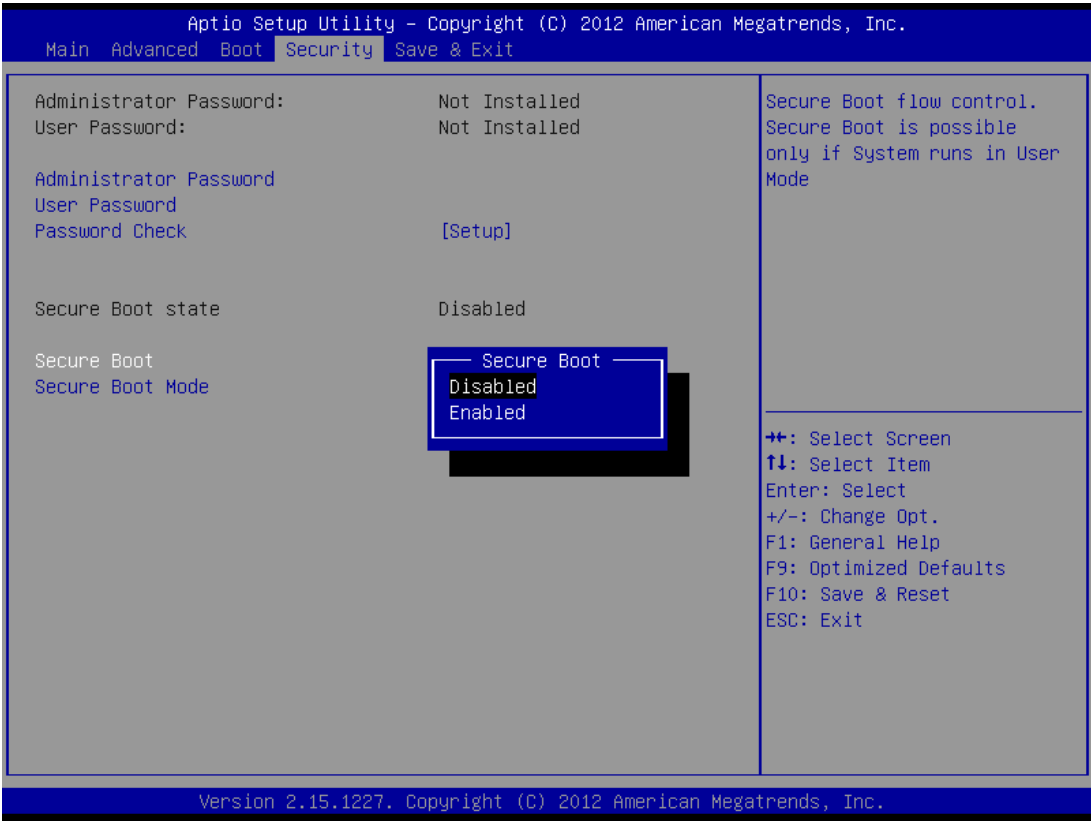 Aptio Setup Utility – Copyright (C) 2012 American Megatrends, Inc.
Main Advanced Boot Security Save & Exit
Administrator Password: Not Installed
User Password: Not Installed
Administrator Password
User Password
Password Check [Setup]
Secure Boot state Disabled
Secure Boot
Secure Boot Mode
Secure Boot
Disabled
Enabled
Secure Boot flow control.
Secure Boot is possible
only if System runs in User
Mode
→←: Select Screen
↑↓: Select Item
Enter: Select
+/-: Change Opt.
F1: General Help
F9: Optimized Defaults
F10: Save & Reset
ESC: Exit
Version 2.15.1227. Copyright (C) 2012 American Megatrends, Inc.